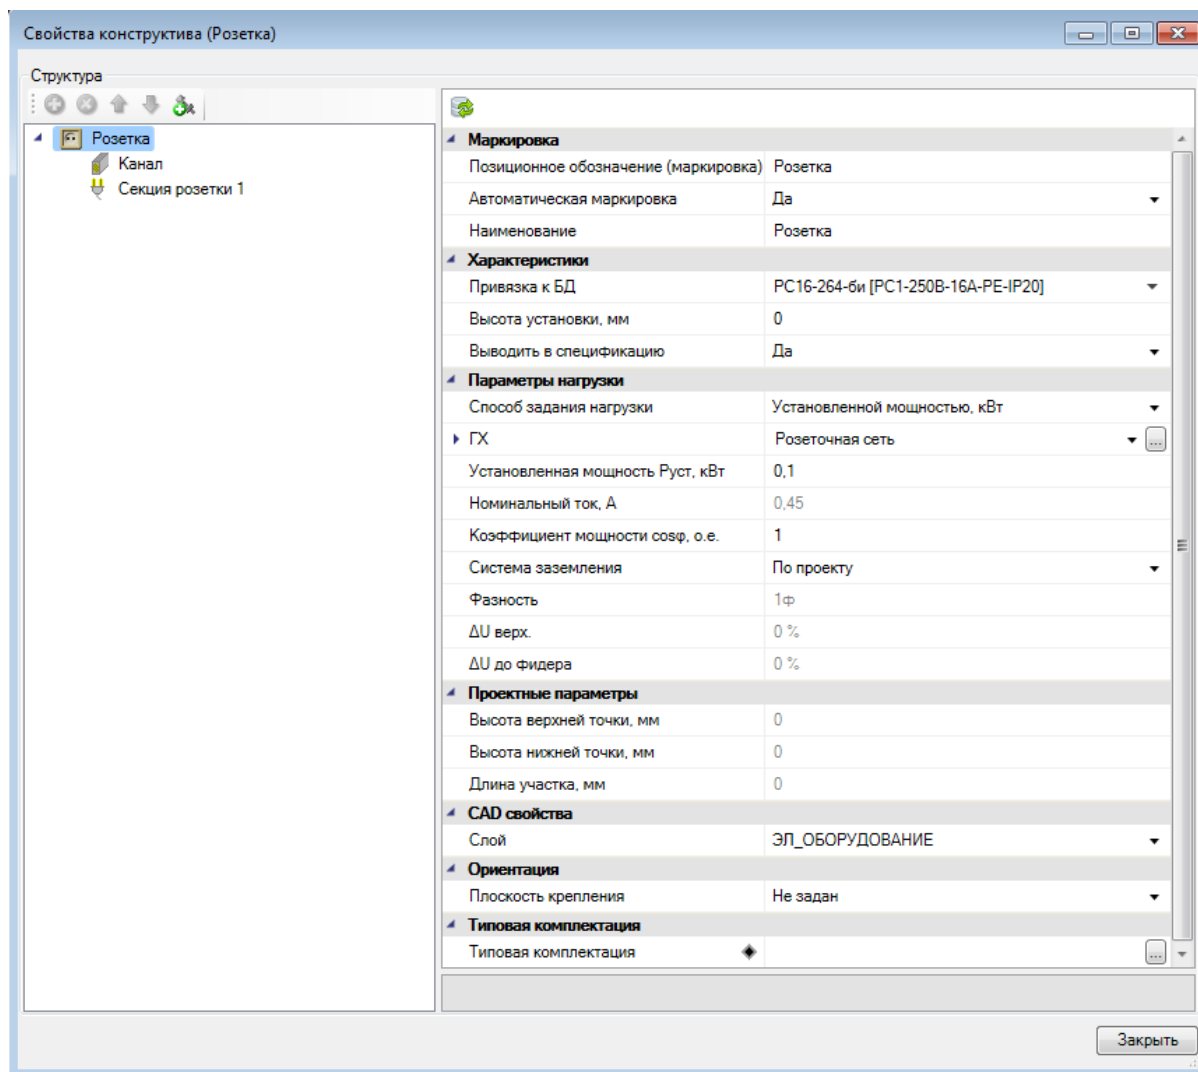 Свойства конструктива (Розетка)
Структура
Розетка
Канал
Секция розетки 1
Маркировка
Позиционное обозначение (маркировка) Розетка
Автоматическая маркировка Да
Наименование Розетка
Характеристики
Привязка к БД РС16-264-би [РС1-250В-16А-РЕ-IP20]
Высота установки, мм 0
Выводить в спецификацию Да
Параметры нагрузки
Способ задания нагрузки Установленной мощностью, кВт
ГХ Розеточная сеть ...
Установленная мощность Руст, кВт 0,1
Номинальный ток, А 0,45
Коэффициент мощности cosφ, о.е. 1
Система заземления По проекту
Фазность 1ф
ΔU верх. 0 %
ΔU до фидера 0 %
Проектные параметры
Высота верхней точки, мм 0
Высота нижней точки, мм 0
Длина участка, мм 0
CAD свойства
Слой ЭЛ_ОБОРУДОВАНИЕ
Ориентация
Плоскость крепления Не задан
Типовая комплектация
Типовая комплектация ...
Закрыть